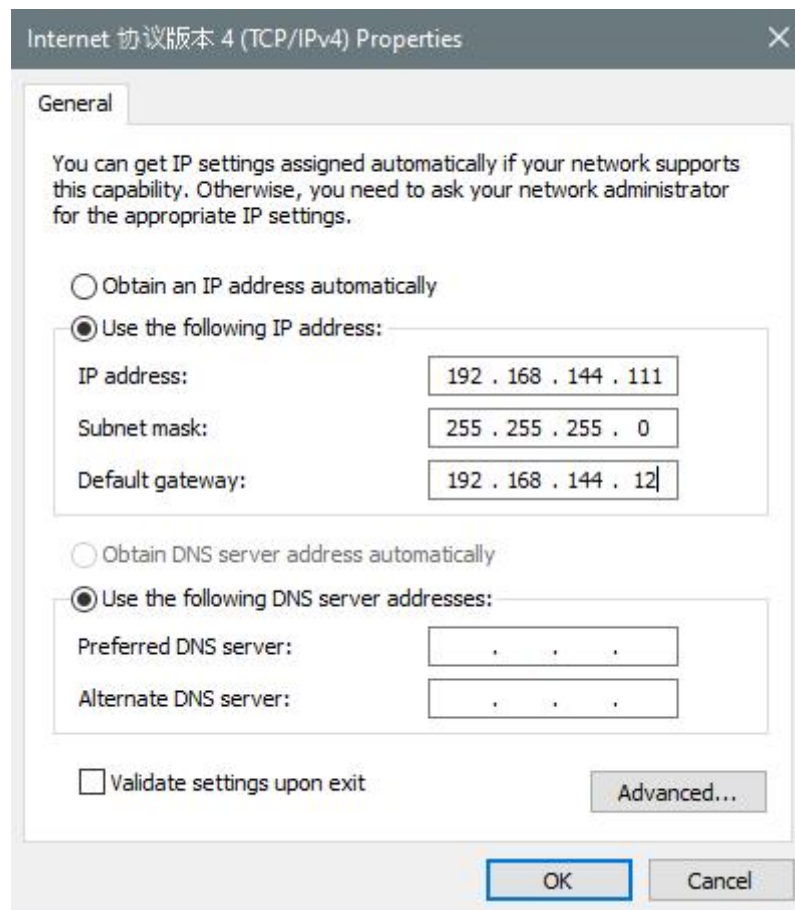 Internet 协议版本 4 (TCP/IPv4) Properties
General
You can get IP settings assigned automatically if your network supports
this capability. Otherwise, you need to ask your network administrator
for the appropriate IP settings.
Obtain an IP address automatically
Use the following IP address:
IP address: 192 . 168 . 144 . 111
Subnet mask: 255 . 255 . 255 . 0
Default gateway: 192 . 168 . 144 . 12
Obtain DNS server address automatically
Use the following DNS server addresses:
Preferred DNS server: . . .
Alternate DNS server: . . .
Validate settings upon exit
Advanced...
OK Cancel